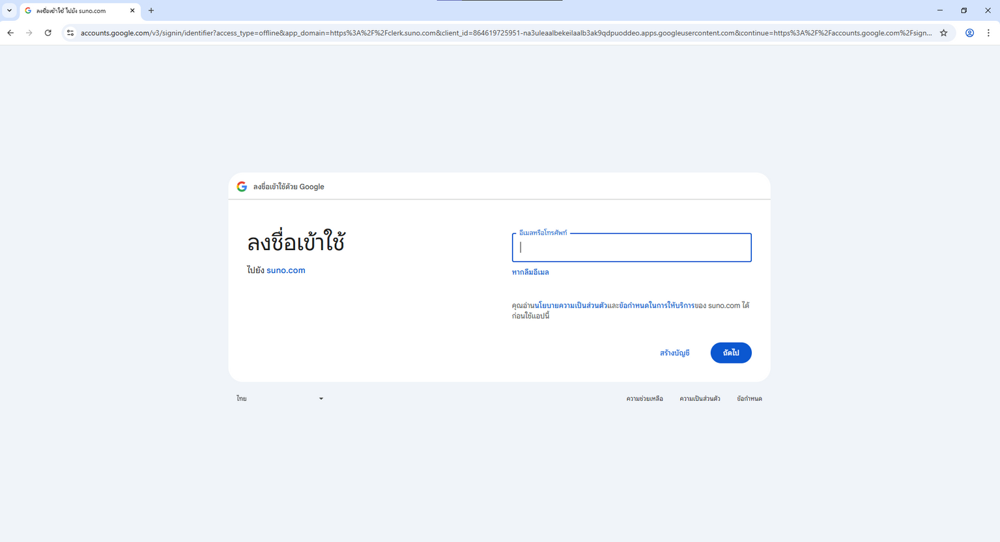 ลงชื่อเข้าใช้ ไปยัง suno.com
accounts.google.com/v3/signin/identifier?access_type=offline&app_domain=https%3A%2F%2Fclerk.suno.com&client_id=864619725951-na3uleaalbekeilaalb3ak9qdpuoddeo.apps.googleusercontent.com&continue=https%3A%2F%2Faccounts.google.com%2Fsign...
ลงชื่อเข้าใช้ด้วย Google
ลงชื่อเข้าใช้
ไปยัง suno.com
อีเมลหรือโทรศัพท์
หากลืมอีเมล
คุณอ่านนโยบายความเป็นส่วนตัวและข้อกำหนดในการให้บริการของ suno.com ได้
ก่อนใช้แอปนี้
สร้างบัญชี
ถัดไป
ไทย
ความช่วยเหลือ
ความเป็นส่วนตัว
ข้อกำหนด